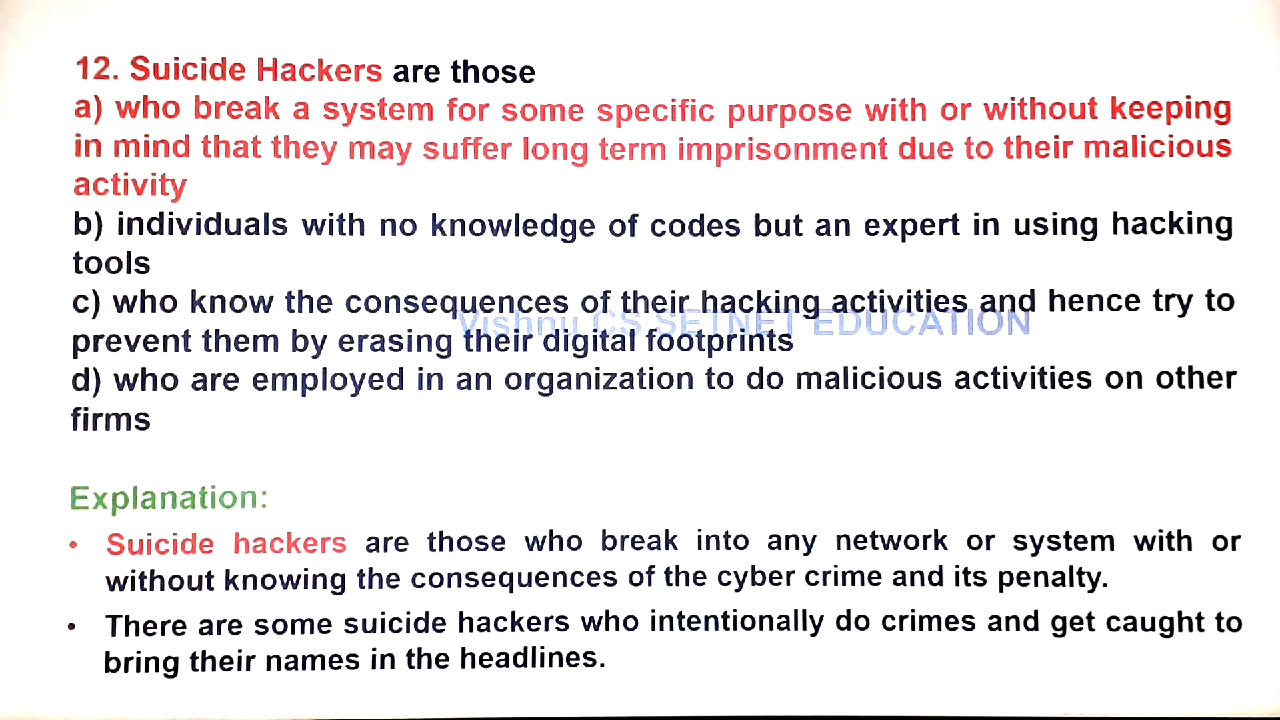 12. Suicide Hackers are those
a) who break a system for some specific purpose with or without keeping
in mind that they may suffer long term imprisonment due to their malicious
activity
b) individuals with no knowledge of codes but an expert in using hacking
tools
c) who know the consequences of their hacking activities and hence try to
Vishnu CS SETNET EDUCATION
prevent them by erasing their digital footprints
d) who are employed in an organization to do malicious activities on other
firms
Explanation:
• Suicide hackers are those who break into any network or system with or
without knowing the consequences of the cyber crime and its penalty.
• There are some suicide hackers who intentionally do crimes and get caught to
bring their names in the headlines.